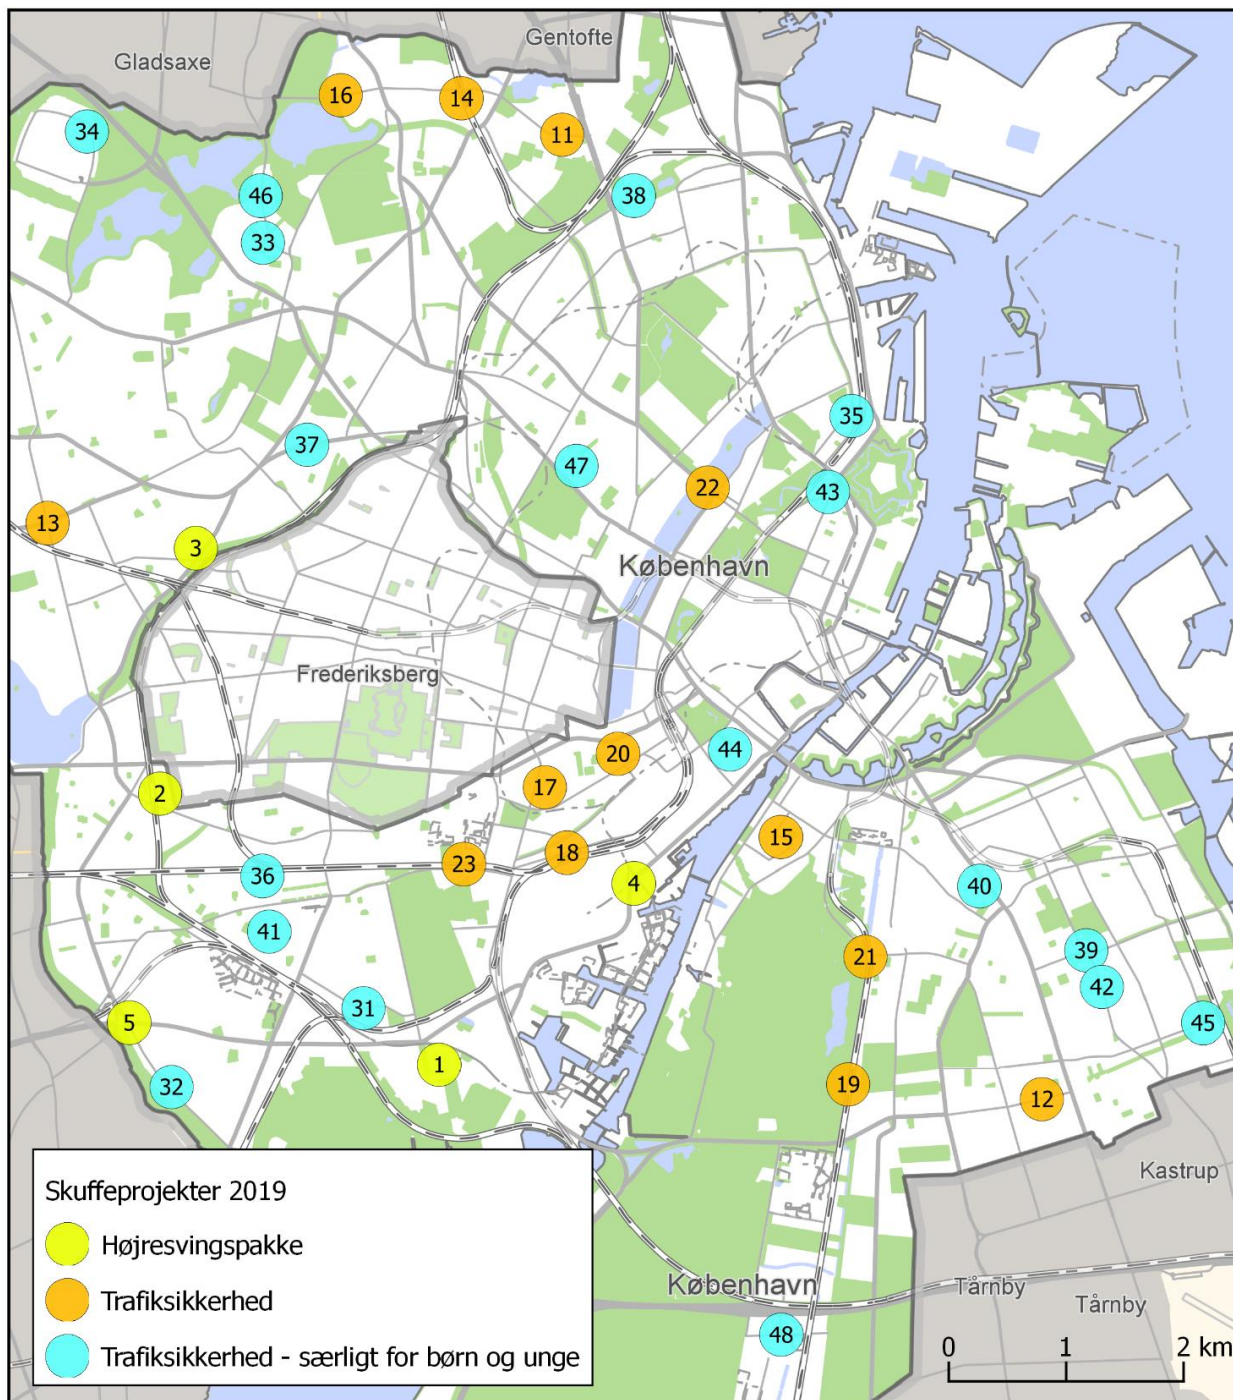 Gentofte
Gladsaxe
16
14
34
11
46
38
33
35
37
47
22
43
13
3
København
Frederiksberg
44
20
2
17
15
18
23
36
4
40
41
39
21
42
31
5
45
1
32
19
12
Kastrup
Skuffeprojekter 2019
Højresvingspakke
Trafiksikkerhed
Trafiksikkerhed - særligt for børn og unge
København
Tårnby
Tårnby
48
0 1 2 km